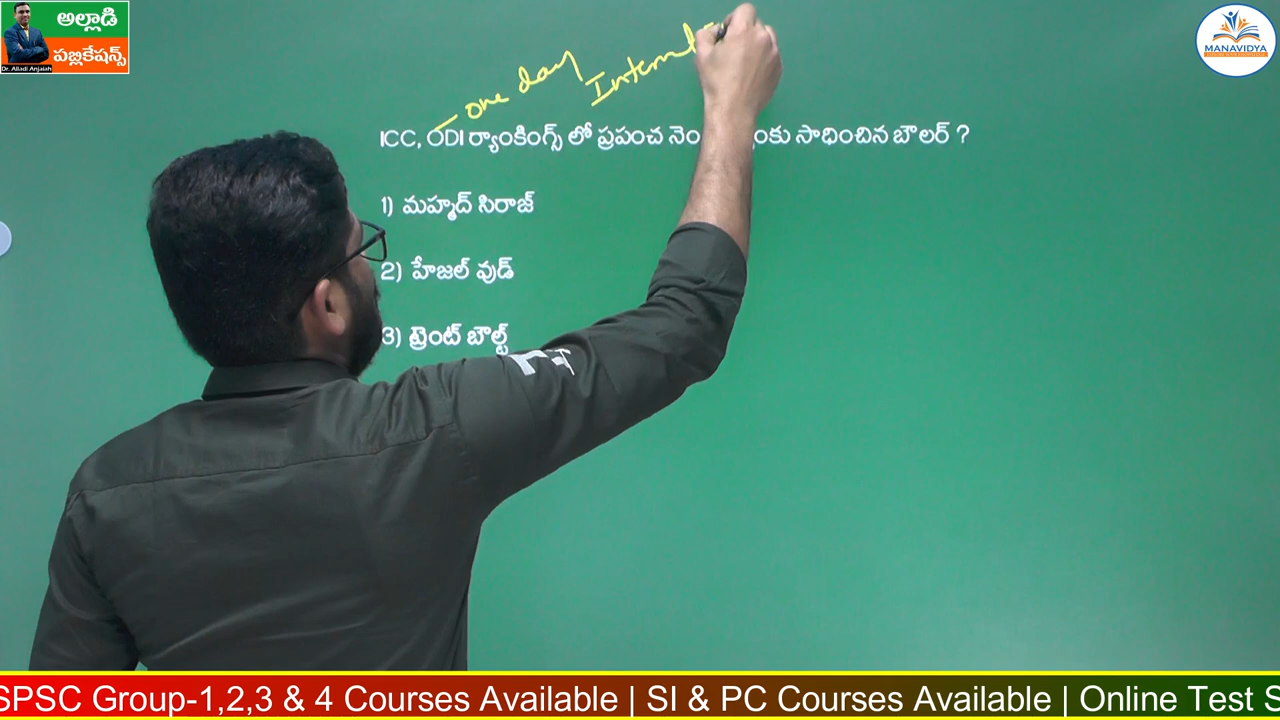 అల్లాడి
పబ్లికేషన్స్
Dr. Alladi Anjaiah
MANAVIDYA
one day
ICC, ODI ర్యాంకింగ్స్ లో ప్రపంచ సాధించిన బౌలర్ ?
1) మహ్మద్ సిరాజ్
2) హేజల్ వుడ్
3) ట్రెంట్ బౌల్ట్
SPSC Group-1,2,3 & 4 Courses Available | SI & PC Courses Available | Online Test S